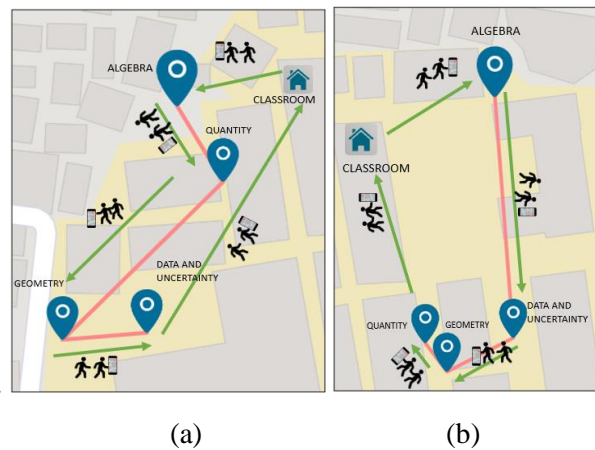 ALGEBRA
CLASSROOM
QUANTITY
GEOMETRY
DATA AND
UNCERTAINTY
(a)
ALGEBRA
CLASSROOM
QUANTITY
GEOMETRY
DATA AND
UNCERTAINTY
(b)